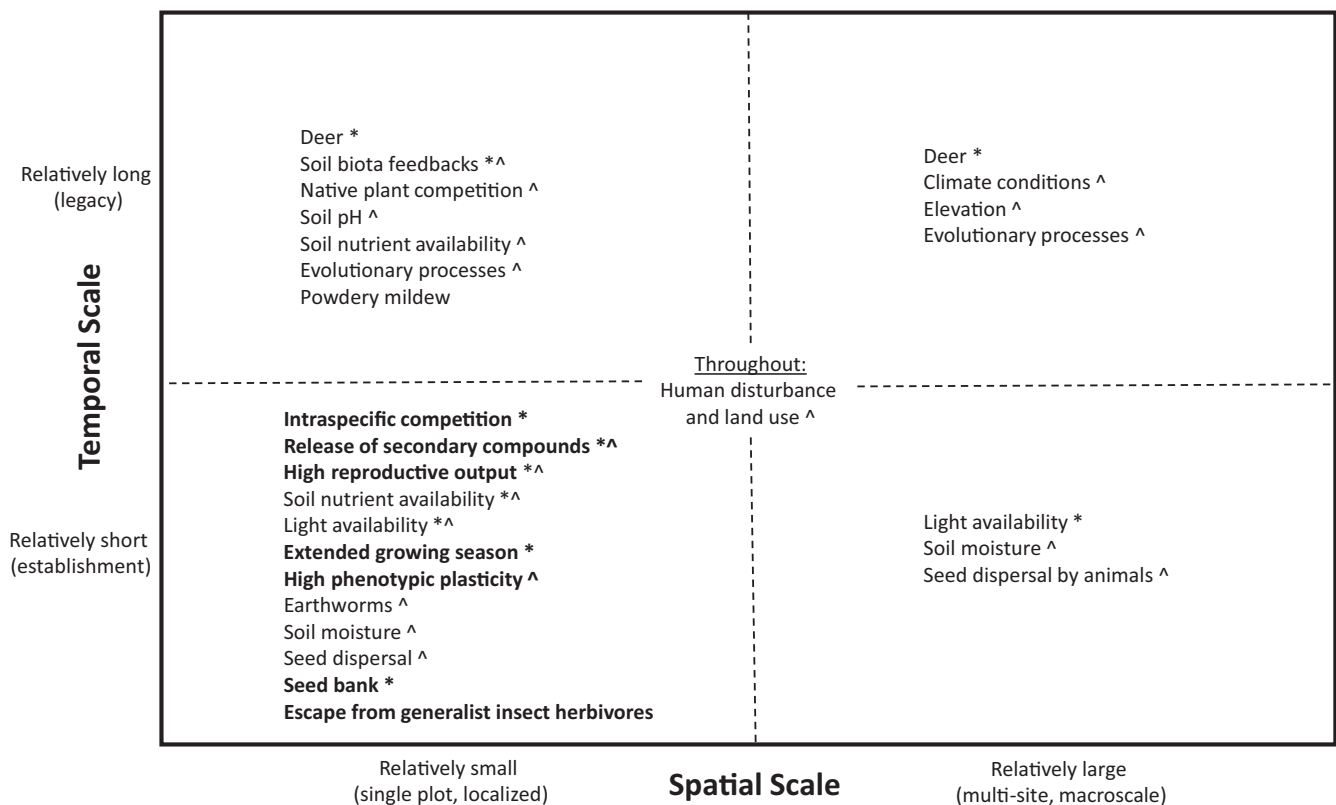 Relatively long
(legacy)
Temporal Scale
Relatively short
(establishment)
Deer *
Soil biota feedbacks *^
Native plant competition ^
Soil pH ^
Soil nutrient availability ^
Evolutionary processes ^
Powdery mildew
Deer *
Climate conditions ^
Elevation ^
Evolutionary processes ^
Throughout:
Human disturbance
and land use ^
Intraspecific competition *
Release of secondary compounds *^
High reproductive output *^
Soil nutrient availability *^
Light availability *^
Extended growing season *
High phenotypic plasticity ^
Earthworms ^
Soil moisture ^
Seed dispersal ^
Seed bank *
Escape from generalist insect herbivores
Light availability *
Soil moisture ^
Seed dispersal by animals ^
Relatively small
(single plot, localized)
Spatial Scale
Relatively large
(multi-site, macroscale)